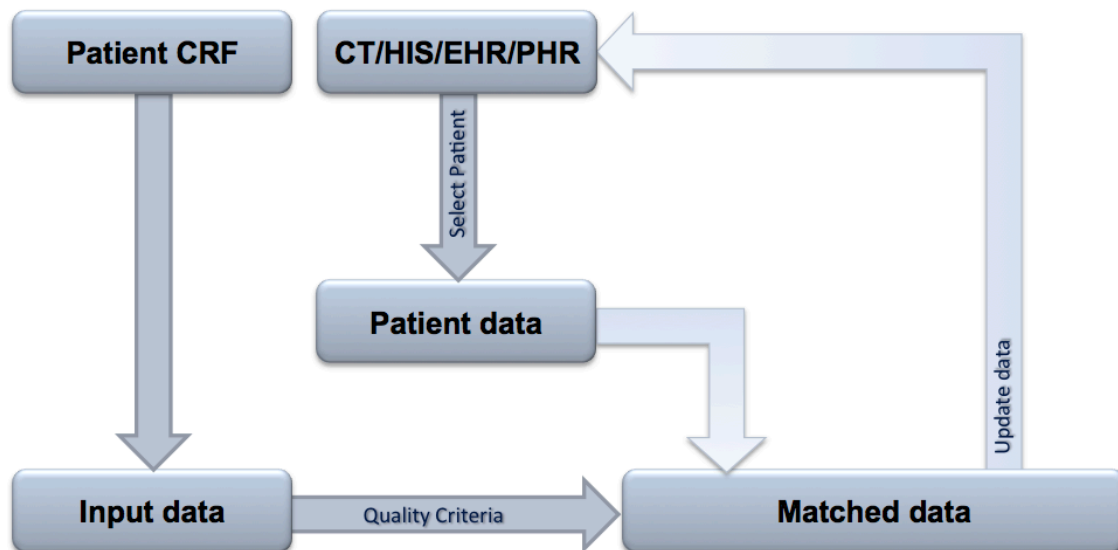 Patient CRF
CT/HIS/EHR/PHR
Select Patient
Patient data
Update data
Input data
Quality Criteria
Matched data